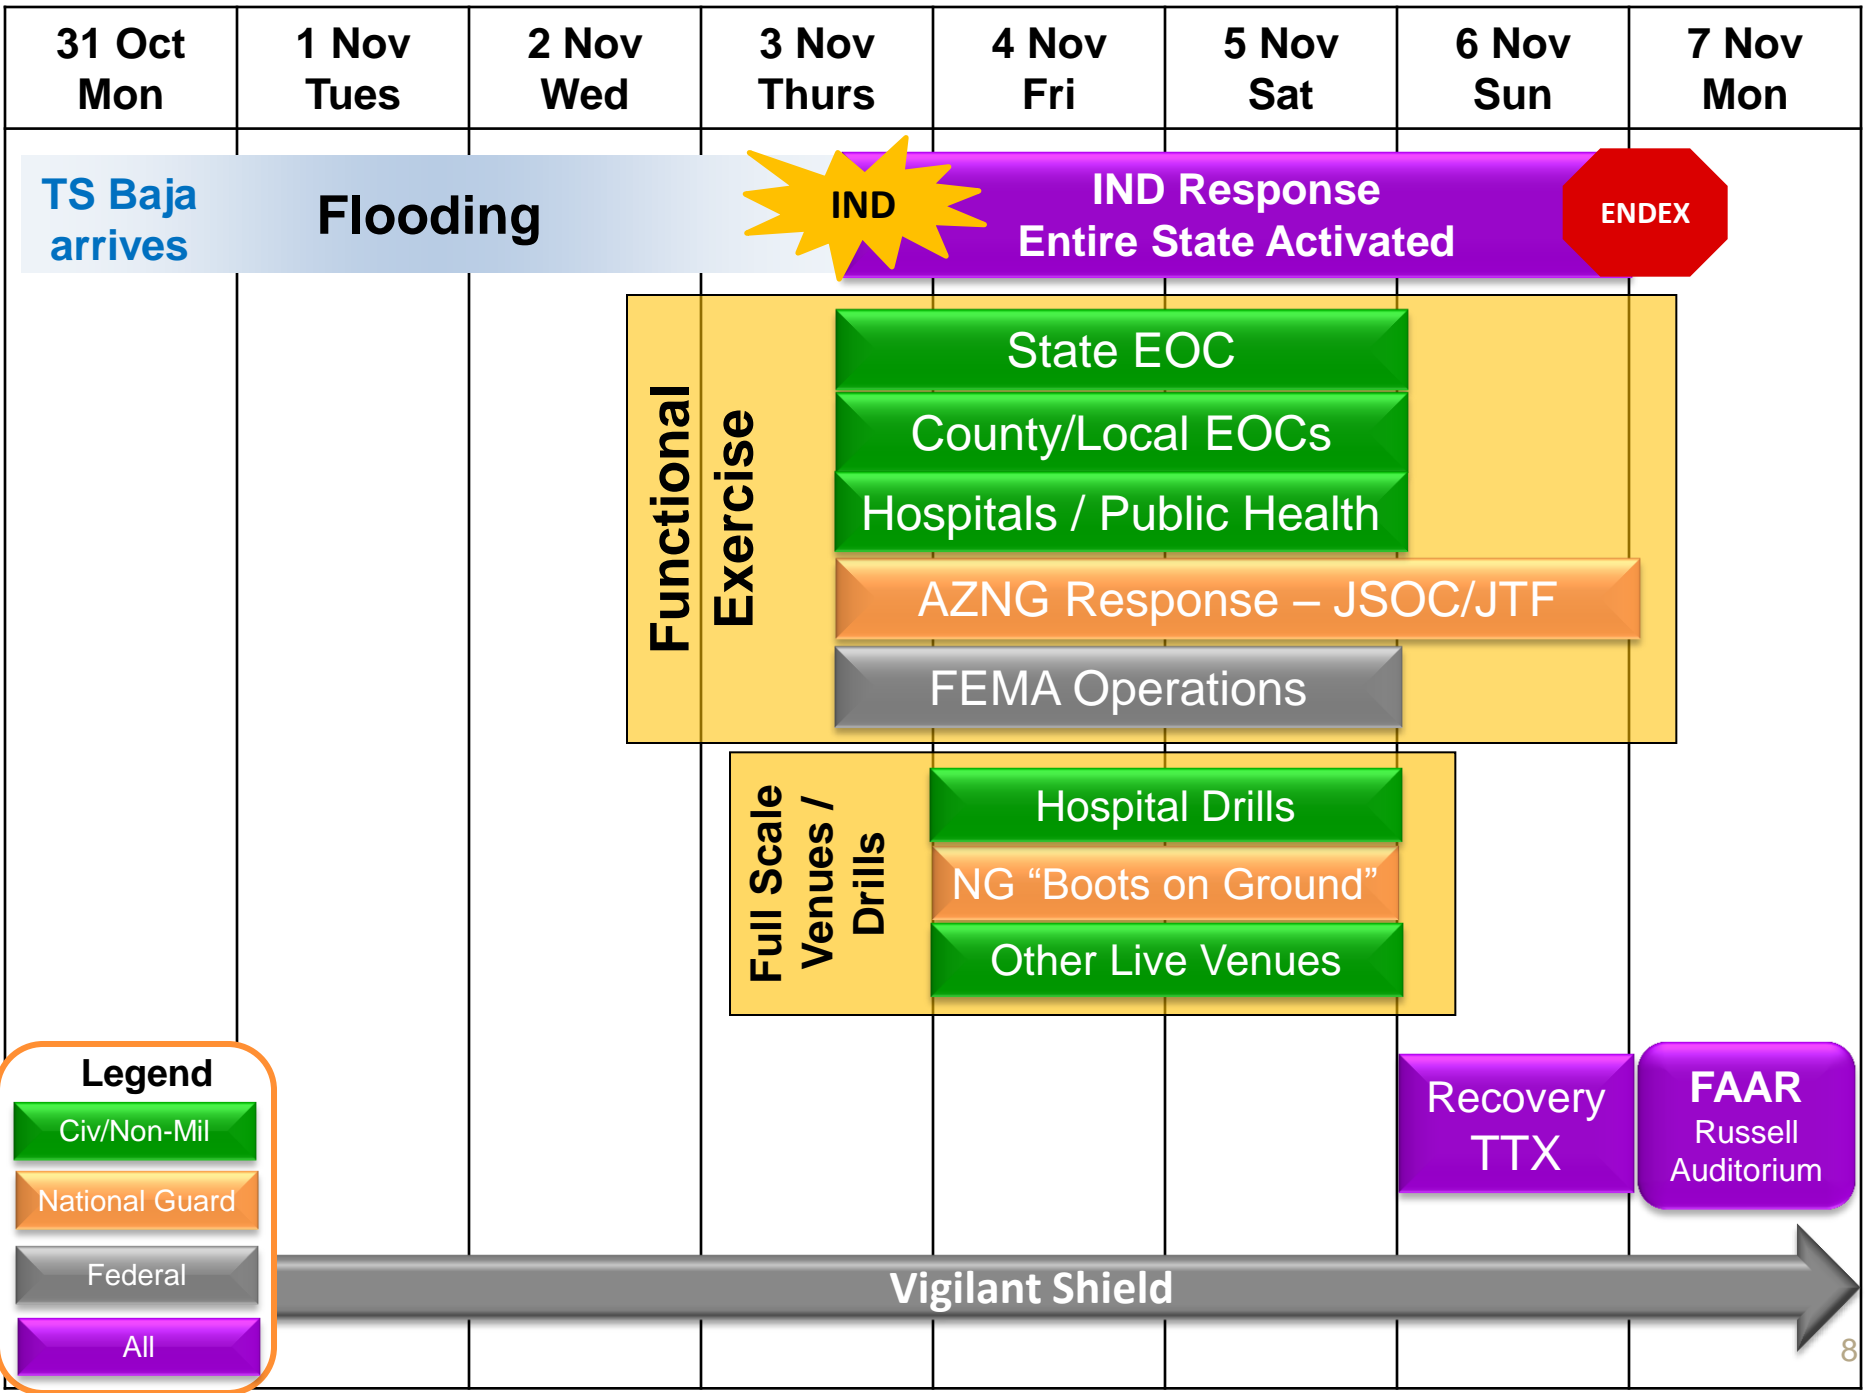 31 Oct
Mon
1 Nov
Tues
2 Nov
Wed
3 Nov
Thurs
4 Nov
Fri
5 Nov
Sat
6 Nov
Sun
7 Nov
Mon
TS Baja
arrives
Flooding
IND
IND Response
Entire State Activated
ENDEX
Functional
Exercise
State EOC
County/Local EOCs
Hospitals / Public Health
AZNG Response – JSOC/JTF
FEMA Operations
Full Scale
Venues /
Drills
Hospital Drills
NG “Boots on Ground”
Other Live Venues
Recovery
TTX
FAAR
Russell
Auditorium
Legend
Civ/Non-Mil
National Guard
Federal
All
Vigilant Shield
8